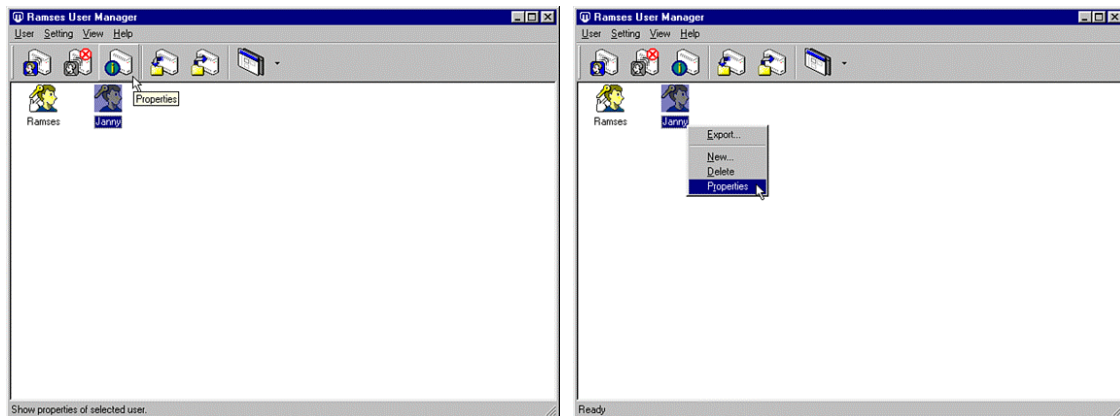 Ramses User Manager
User Setting View Help
Properties
Ramses Janny
Show properties of selected user.
Ramses User Manager
User Setting View Help
Ramses Janny
Export...
New...
Delete
Properties
Ready